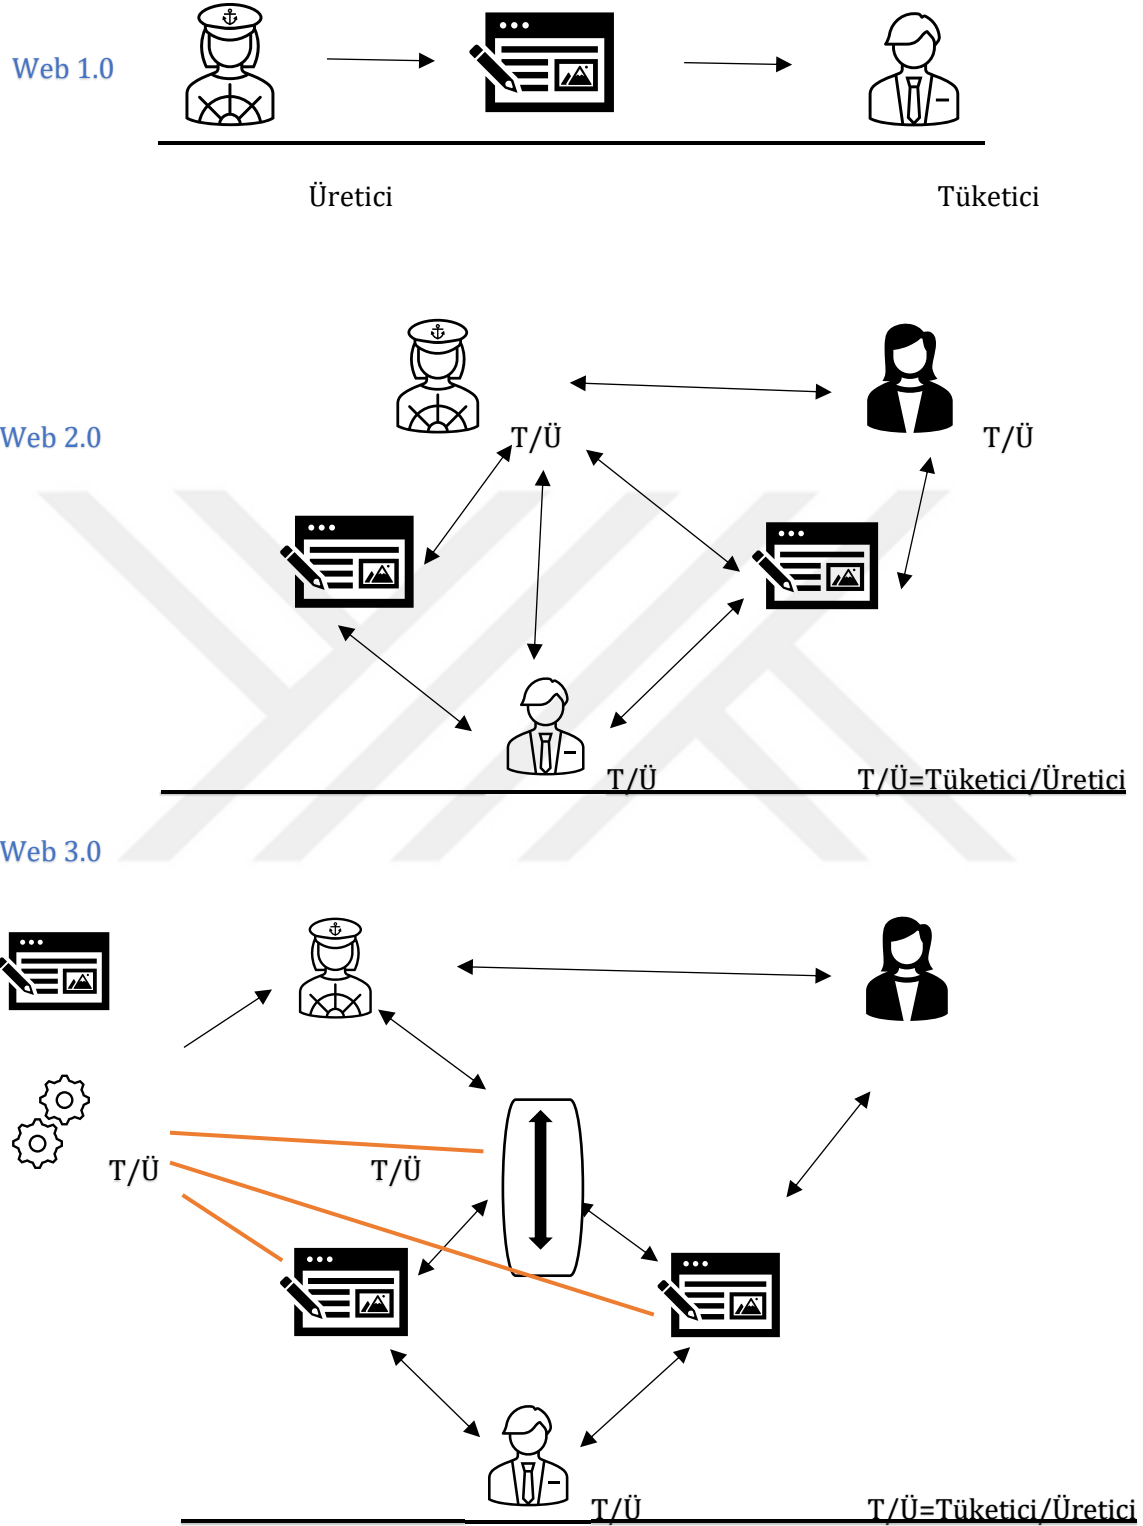 Web 1.0
Üretici
Tüketici
Web 2.0
T/Ü
T/Ü
T/Ü
T/Ü=Tüketici/Üretici
Web 3.0
T/Ü
T/Ü
T/Ü
T/Ü=Tüketici/Üretici